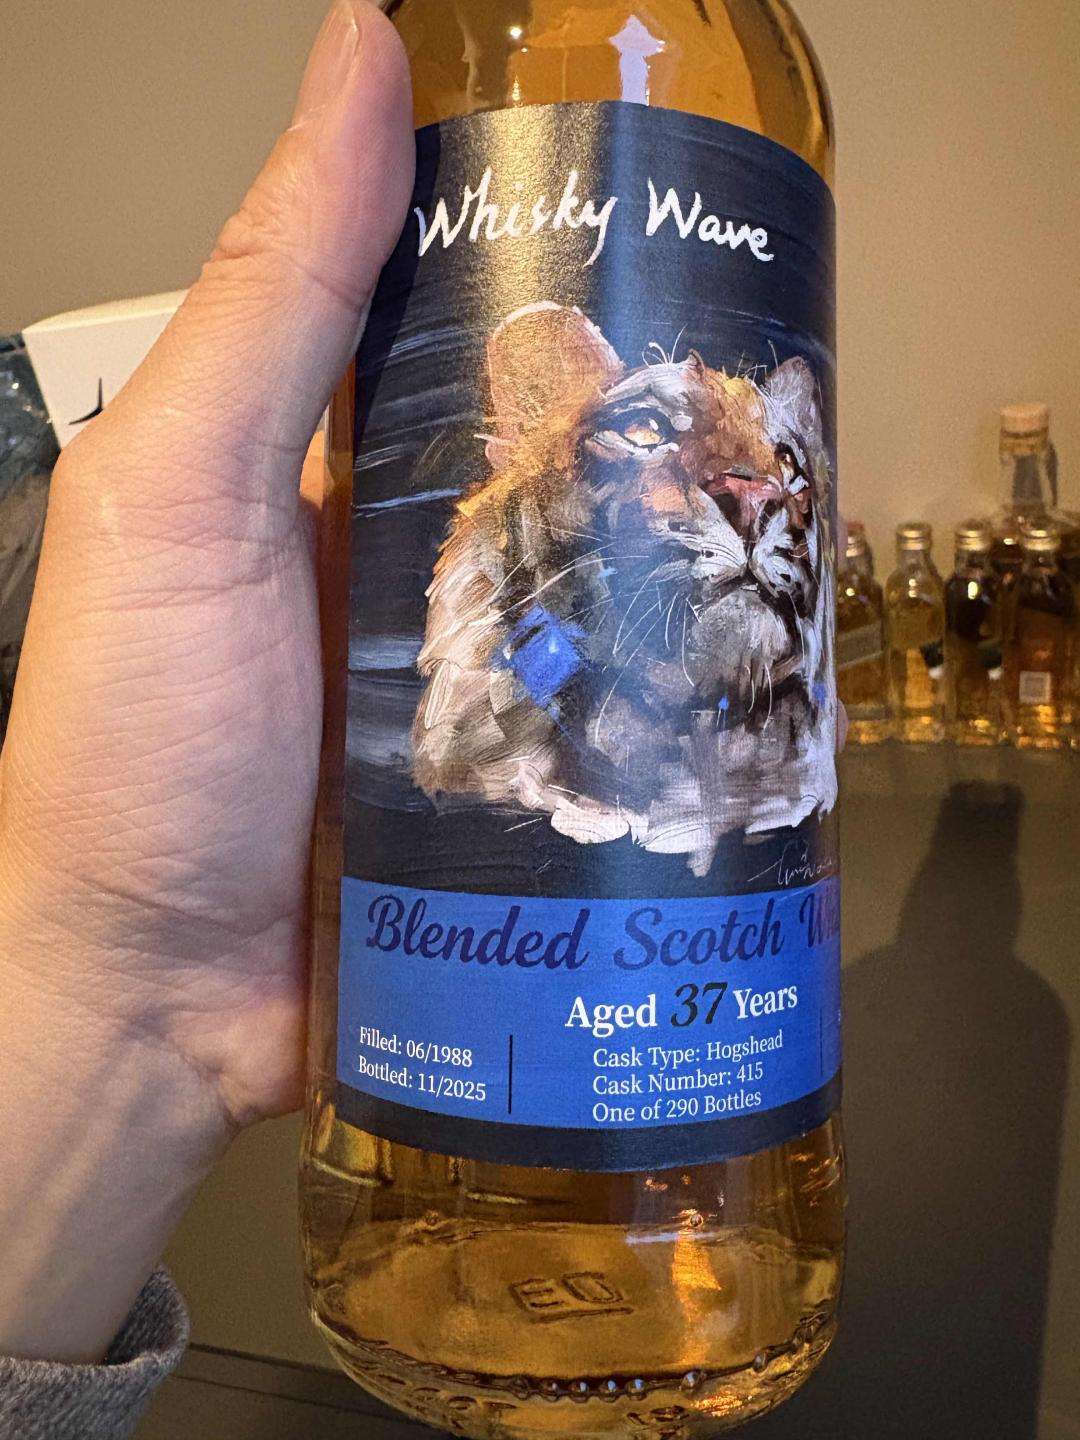 Whisky Wave
Blended Scotch
Aged 37 Years
Filled: 06/1988
Bottled: 11/2025
Cask Type: Hogshead
Cask Number: 415
One of 290 Bottles